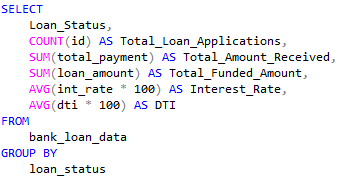 SELECT
Loan_Status,
COUNT(id) AS Total_Loan_Applications,
SUM(total_payment) AS Total_Amount_Received,
SUM(loan_amount) AS Total_Funded_Amount,
AVG(int_rate * 100) AS Interest_Rate,
AVG(dti * 100) AS DTI
FROM
bank_loan_data
GROUP BY
loan_status